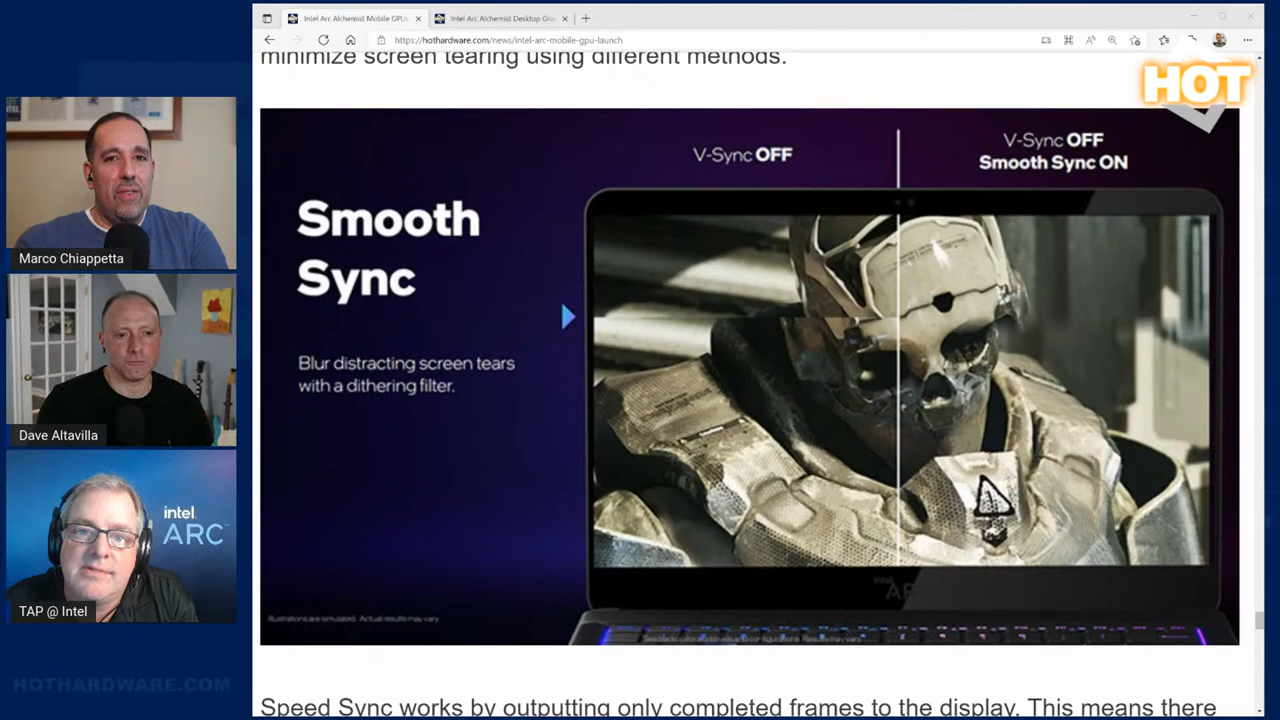 Intel Arc Alchemist Mobile GPU
Intel Arc Alchemist Desktop Gra
https://hothardware.com/news/intel-arc-mobile-gpu-launch
minimize screen tearing using different methods.
HOT
V-Sync OFF
V-Sync OFF
Smooth Sync ON
Smooth
Sync
Blur distracting screen tears
with a dithering filter.
Illustrations are simulated. Actual results may vary.
intel
ARC
Marco Chiappetta
Dave Altavilla
intel
ARC
TAP @ Intel
HOTHARDWARE.COM
Speed Sync works by outputting only completed frames to the display. This means there